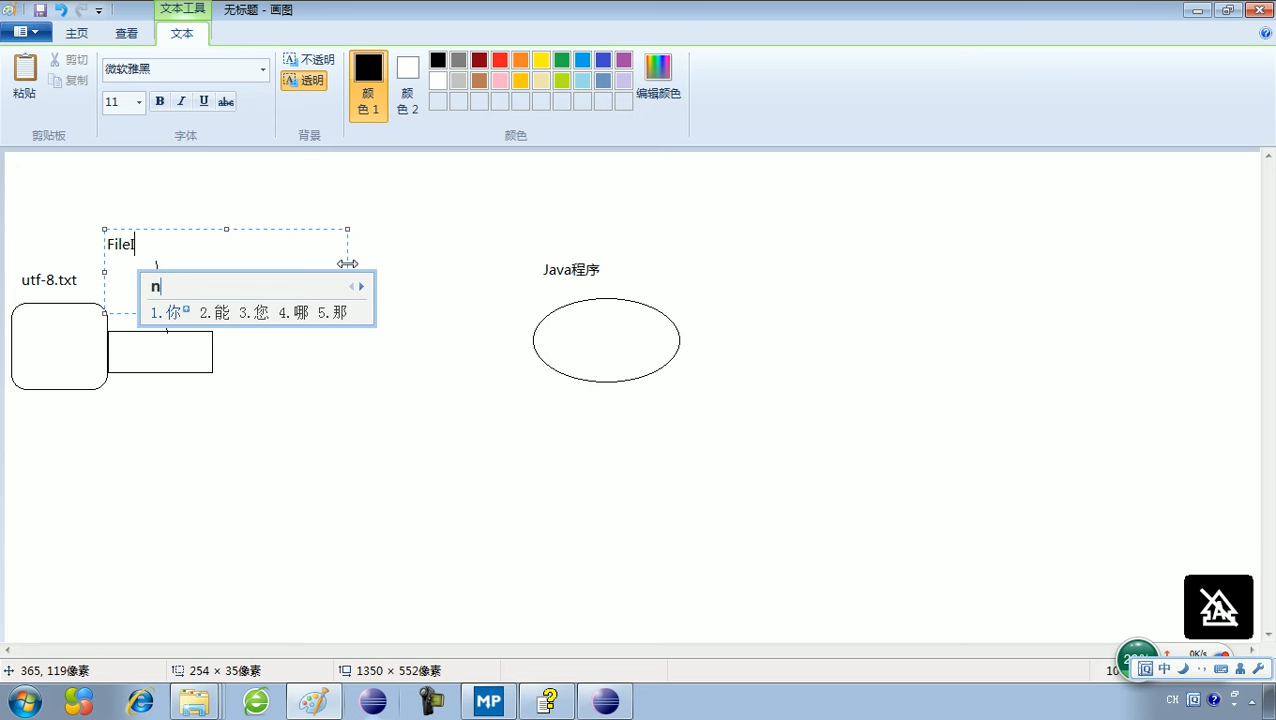 文本工具
无标题 - 画图
主页
查看
文本
粘贴
剪切
复制
剪贴板
微软雅黑
11
B I U abc
字体
不透明
透明
背景
颜
色 1
颜
色 2
编辑颜色
颜色
FileI
utf-8.txt
n
1.你 2.能 3.您 4.哪 5.那
Java程序
365, 119像素
254 × 35像素
1350 × 552像素
0K/s
中
MP
CH